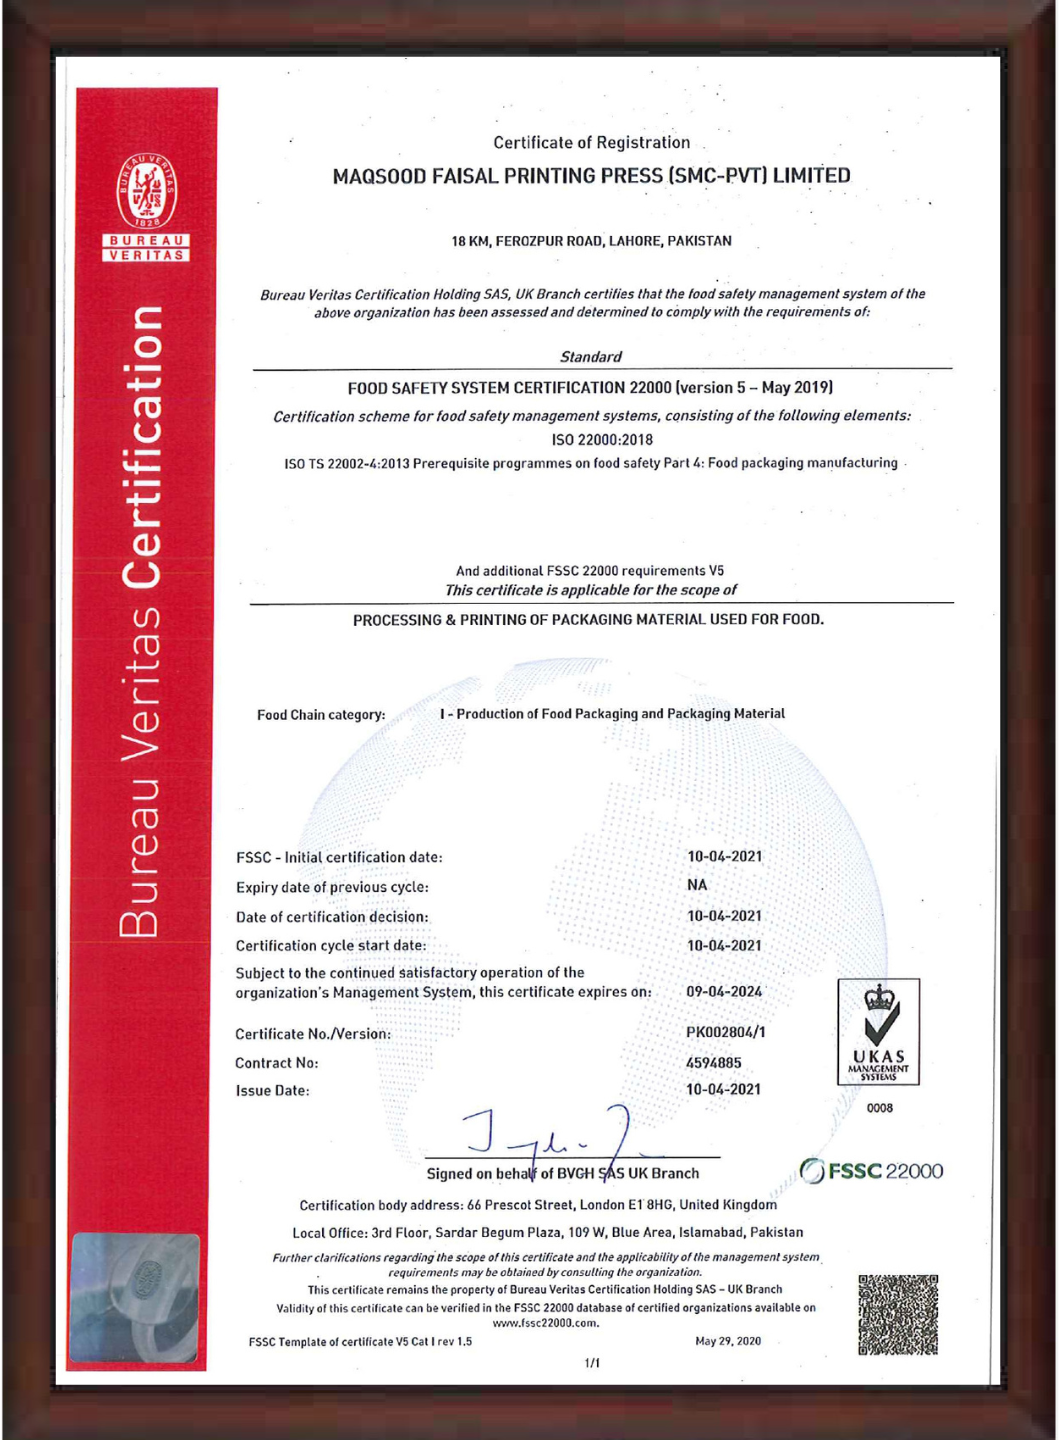 BUREAU VERITAS
1828
BUREAU
VERITAS
Bureau Veritas Certification
Certificate of Registration
MAQSOOD FAISAL PRINTING PRESS (SMC-PVT) LIMITED
18 KM, FEROZPUR ROAD, LAHORE, PAKISTAN
Bureau Veritas Certification Holding SAS, UK Branch certifies that the food safety management system of the
above organization has been assessed and determined to comply with the requirements of:
Standard
FOOD SAFETY SYSTEM CERTIFICATION 22000 (version 5 – May 2019)
Certification scheme for food safety management systems, consisting of the following elements:
ISO 22000:2018
ISO TS 22002-4:2013 Prerequisite programmes on food safety Part 4: Food packaging manufacturing
And additional FSSC 22000 requirements V5
This certificate is applicable for the scope of
PROCESSING & PRINTING OF PACKAGING MATERIAL USED FOR FOOD.
Food Chain category: I - Production of Food Packaging and Packaging Material
FSSC - Initial certification date: 10-04-2021
Expiry date of previous cycle: NA
Date of certification decision: 10-04-2021
Certification cycle start date: 10-04-2021
Subject to the continued satisfactory operation of the
organization's Management System, this certificate expires on: 09-04-2024
Certificate No./Version: PK002804/1
Contract No: 4594885
Issue Date: 10-04-2021
UKAS
MANAGEMENT
SYSTEMS
0008
Signed on behalf of BVCH SAS UK Branch
FSSC 22000
Certification body address: 66 Prescot Street, London E1 8HG, United Kingdom
Local Office: 3rd Floor, Sardar Begum Plaza, 109 W, Blue Area, Islamabad, Pakistan
Further clarifications regarding the scope of this certificate and the applicability of the management system
requirements may be obtained by consulting the organization.
This certificate remains the property of Bureau Veritas Certification Holding SAS – UK Branch
Validity of this certificate can be verified in the FSSC 22000 database of certified organizations available on
www.fssc22000.com.
FSSC Template of certificate V5 Cat I rev 1.5 May 29, 2020
1/1